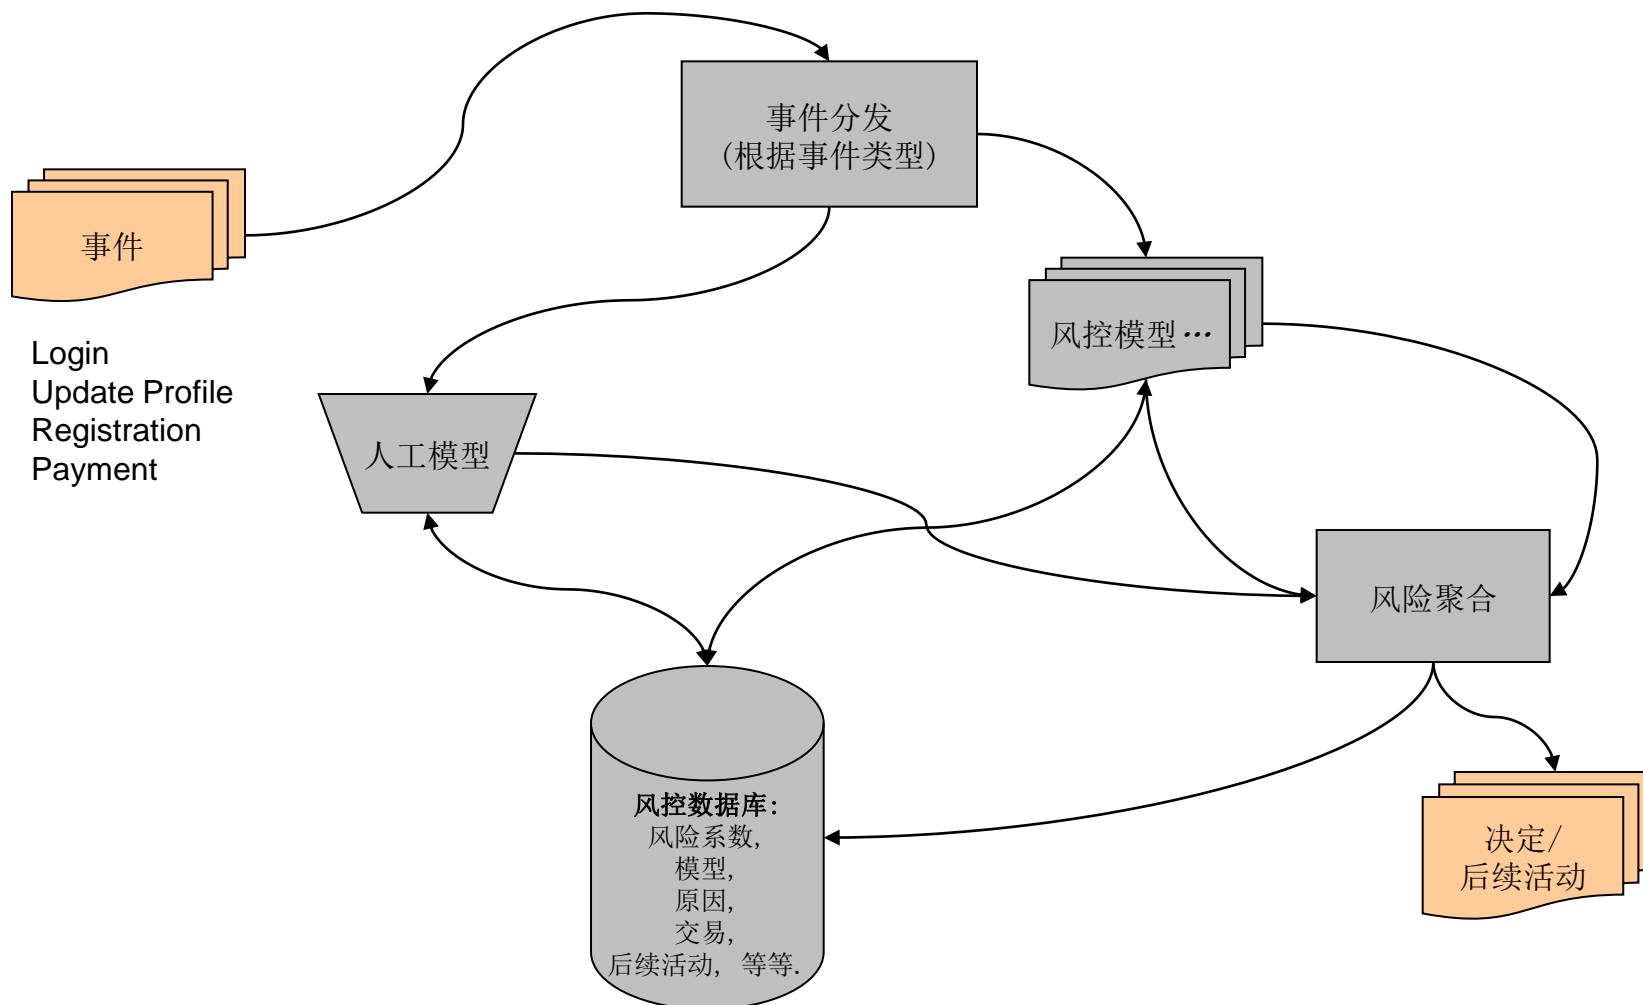 事件分发
(根据事件类型)
事件
风控模型…
Login
Update Profile
Registration
Payment
人工模型
风险聚合
风控数据库:
风险系数,
模型,
原因,
交易,
后续活动, 等等.
决定/
后续活动